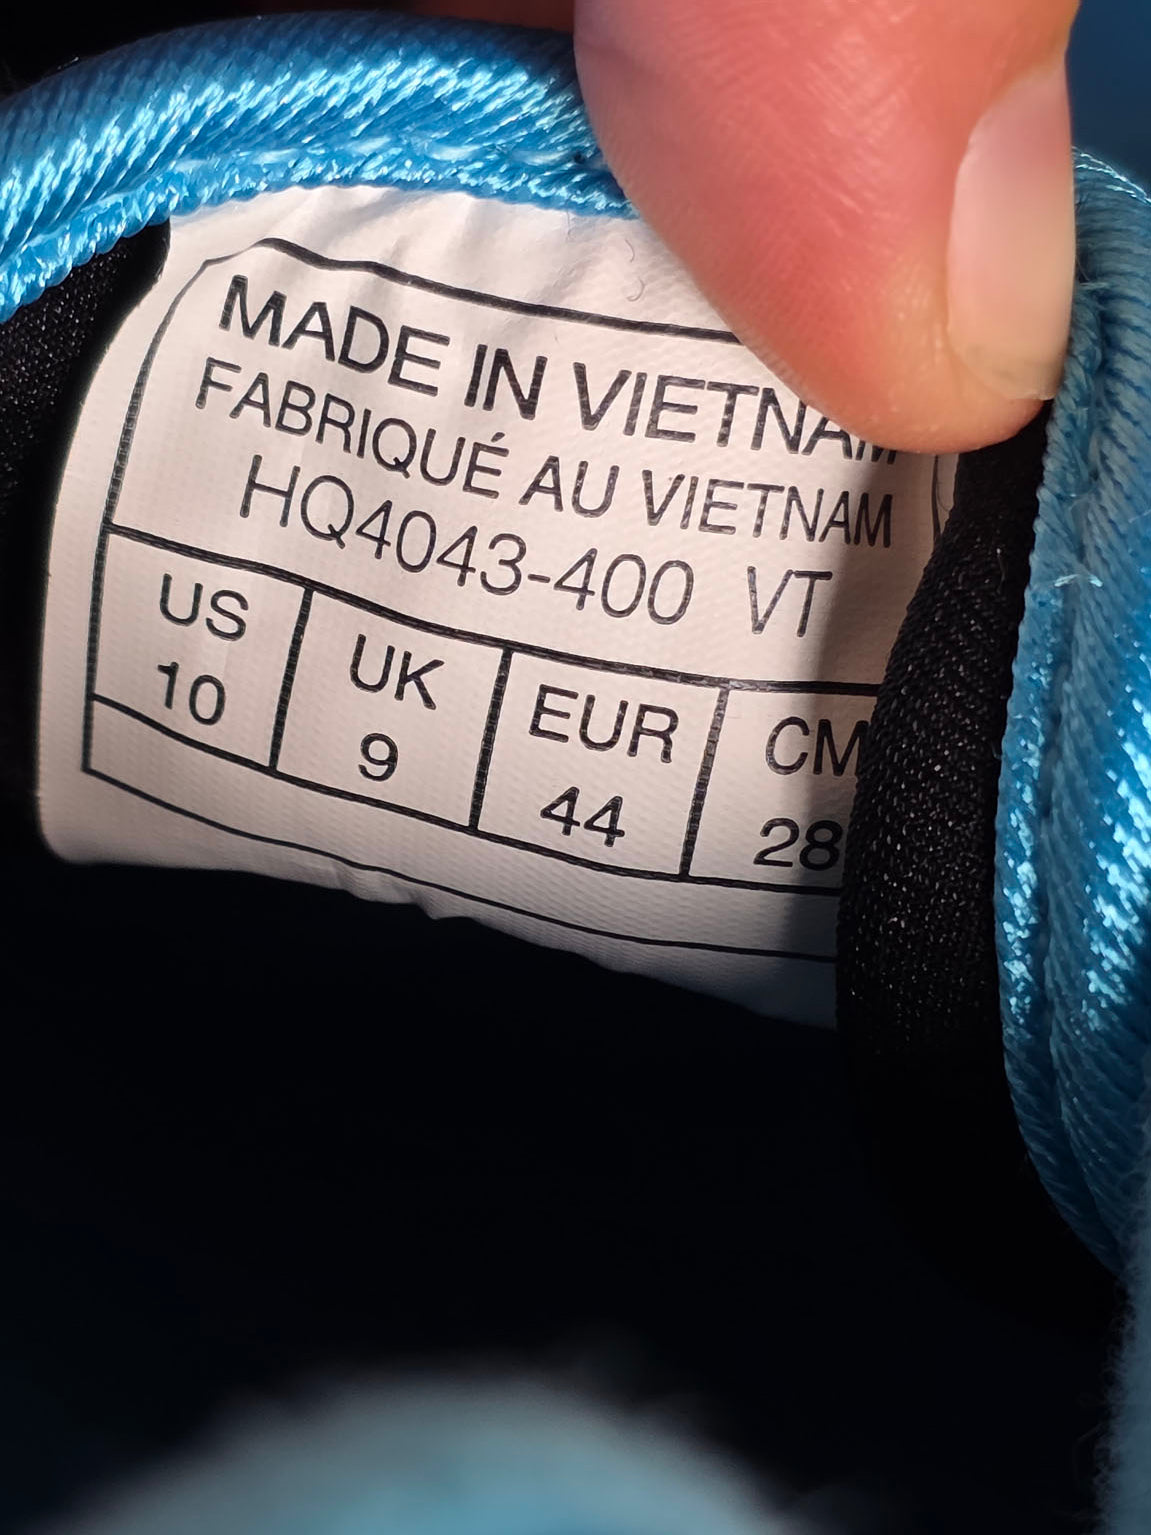 MADE IN VIETNAM
FABRIQUÉ AU VIETNAM
HQ4043-400 VT
US UK EUR CM
10 9 44 28